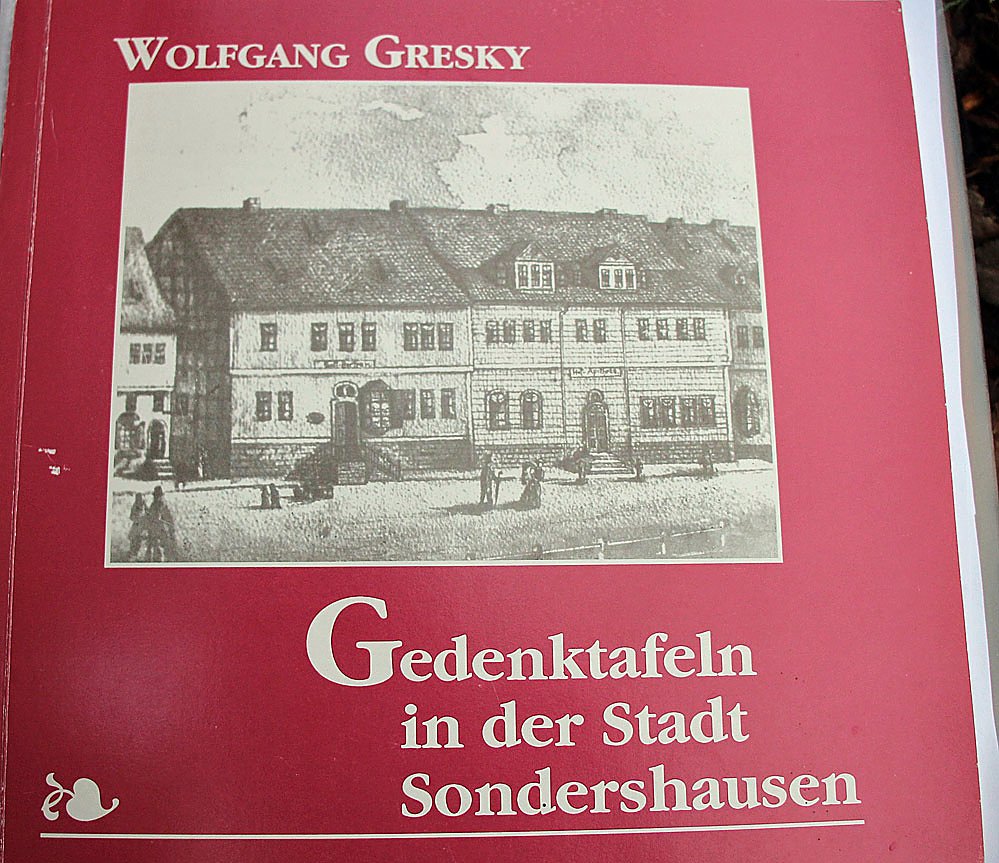 WOLFGANG GRESKY
Gedenktafeln
in der Stadt
Sondershausen